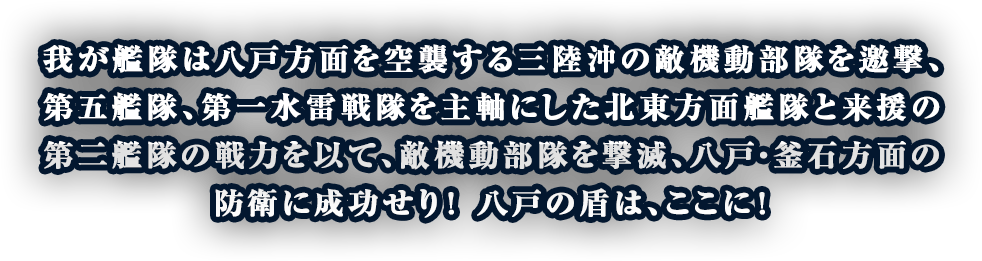 我が艦隊は八戸方面を空襲する三陸沖の敵機動部隊を邀撃、
第五艦隊、第一水雷戦隊を主軸にした北東方面艦隊と来援の
第二艦隊の戦力を以て、敵機動部隊を撃滅、八戸・釜石方面の
防衛に成功せり！ 八戸の盾は、ここに！